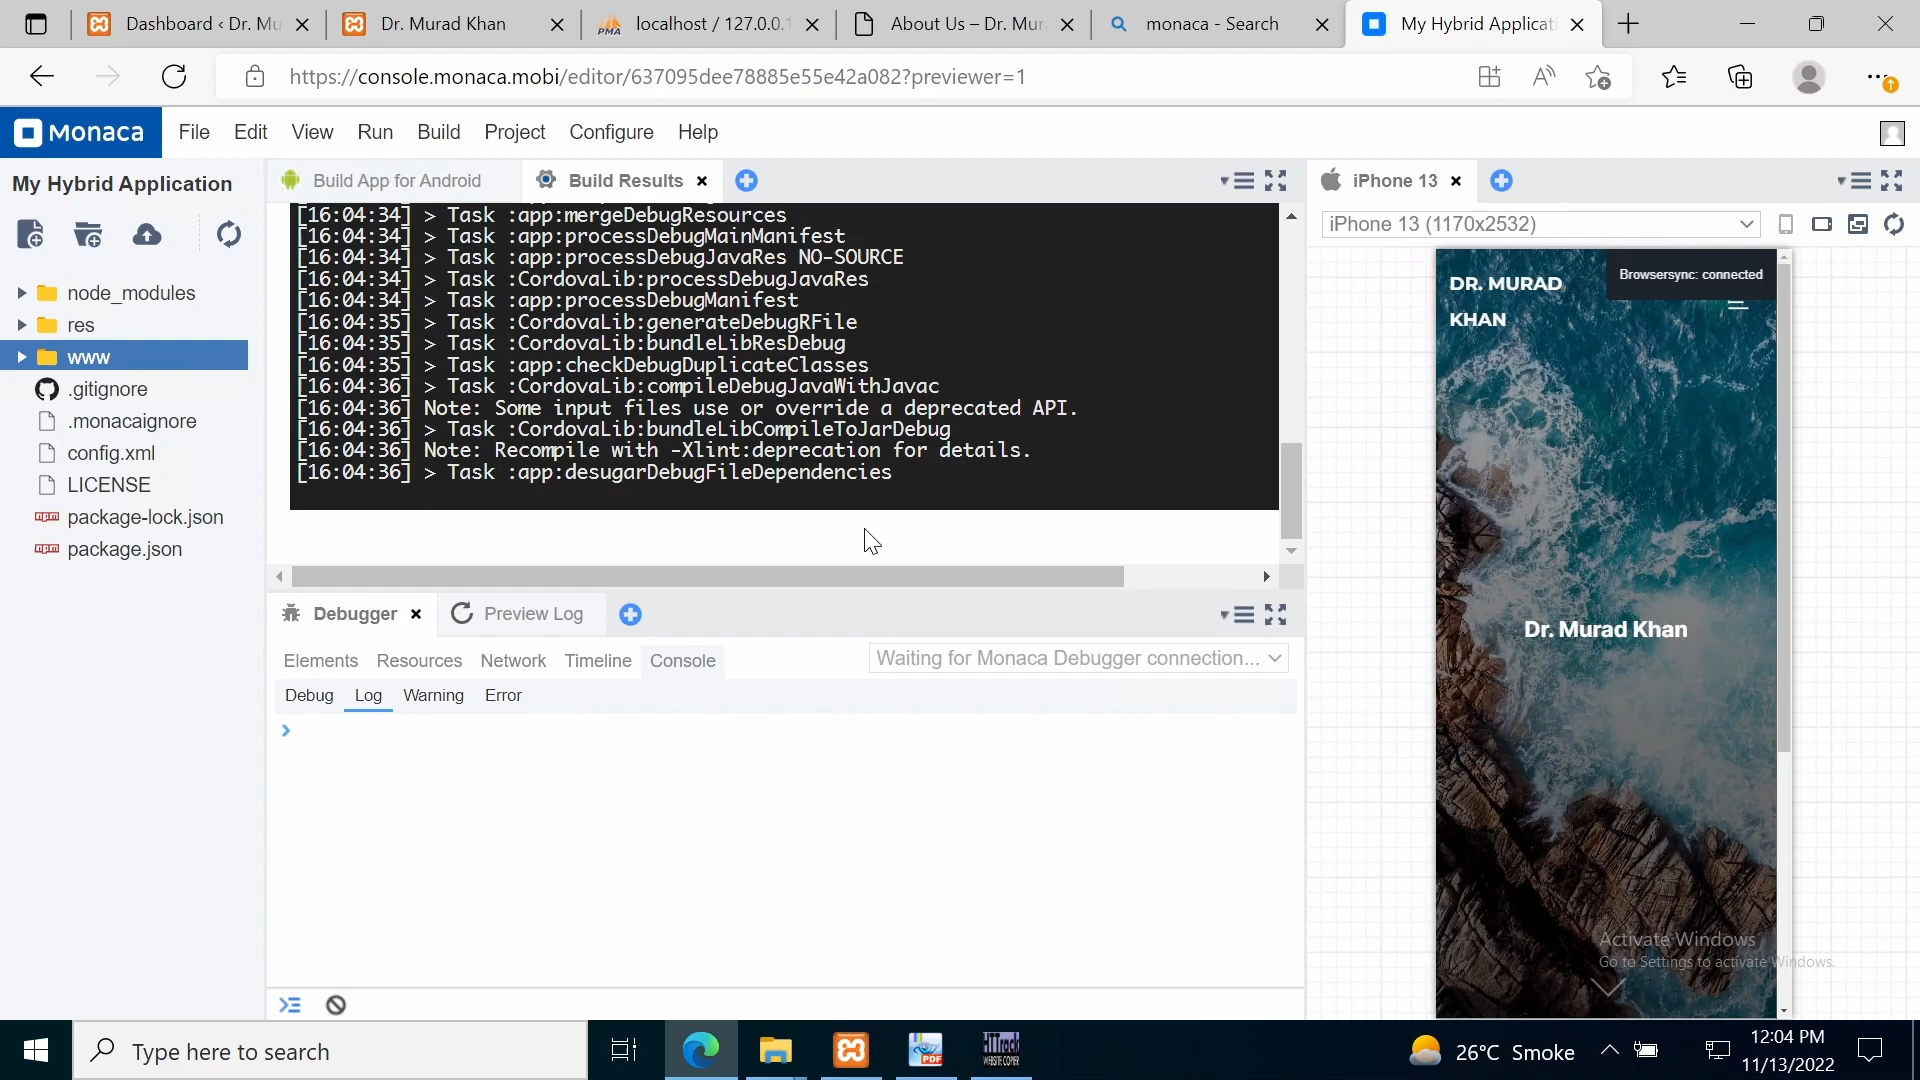 Dashboard ‹ Dr. Mu
Dr. Murad Khan
localhost / 127.0.0.1
About Us – Dr. Mur
monaca - Search
My Hybrid Applicati
https://console.monaca.mobi/editor/637095dee78885e55e42a082?previewer=1
Monaca File Edit View Run Build Project Configure Help
My Hybrid Application
node_modules
res
www
.gitignore
.monacaignore
config.xml
LICENSE
package-lock.json
package.json
Build App for Android Build Results
[16:04:34] > Task :app:mergeDebugResources
[16:04:34] > Task :app:processDebugMainManifest
[16:04:34] > Task :app:processDebugJavaRes NO-SOURCE
[16:04:34] > Task :CordovaLib:processDebugJavaRes
[16:04:34] > Task :app:processDebugManifest
[16:04:35] > Task :CordovaLib:generateDebugRFile
[16:04:35] > Task :CordovaLib:bundleLibResDebug
[16:04:35] > Task :app:checkDebugDuplicateClasses
[16:04:36] > Task :CordovaLib:compileDebugJavaWithJavac
[16:04:36] Note: Some input files use or override a deprecated API.
[16:04:36] > Task :CordovaLib:bundleLibCompileToJarDebug
[16:04:36] Note: Recompile with -Xlint:deprecation for details.
[16:04:36] > Task :app:desugarDebugFileDependencies
Debugger Preview Log
Elements Resources Network Timeline Console
Waiting for Monaca Debugger connection...
Debug Log Warning Error
iPhone 13
iPhone 13 (1170x2532)
DR. MURAD
KHAN
Browsersync: connected
Dr. Murad Khan
Activate Windows
Go to Settings to activate Windows.
Type here to search
PDF
HTTrack
WEBSITE COPIER
26°C Smoke
12:04 PM
11/13/2022